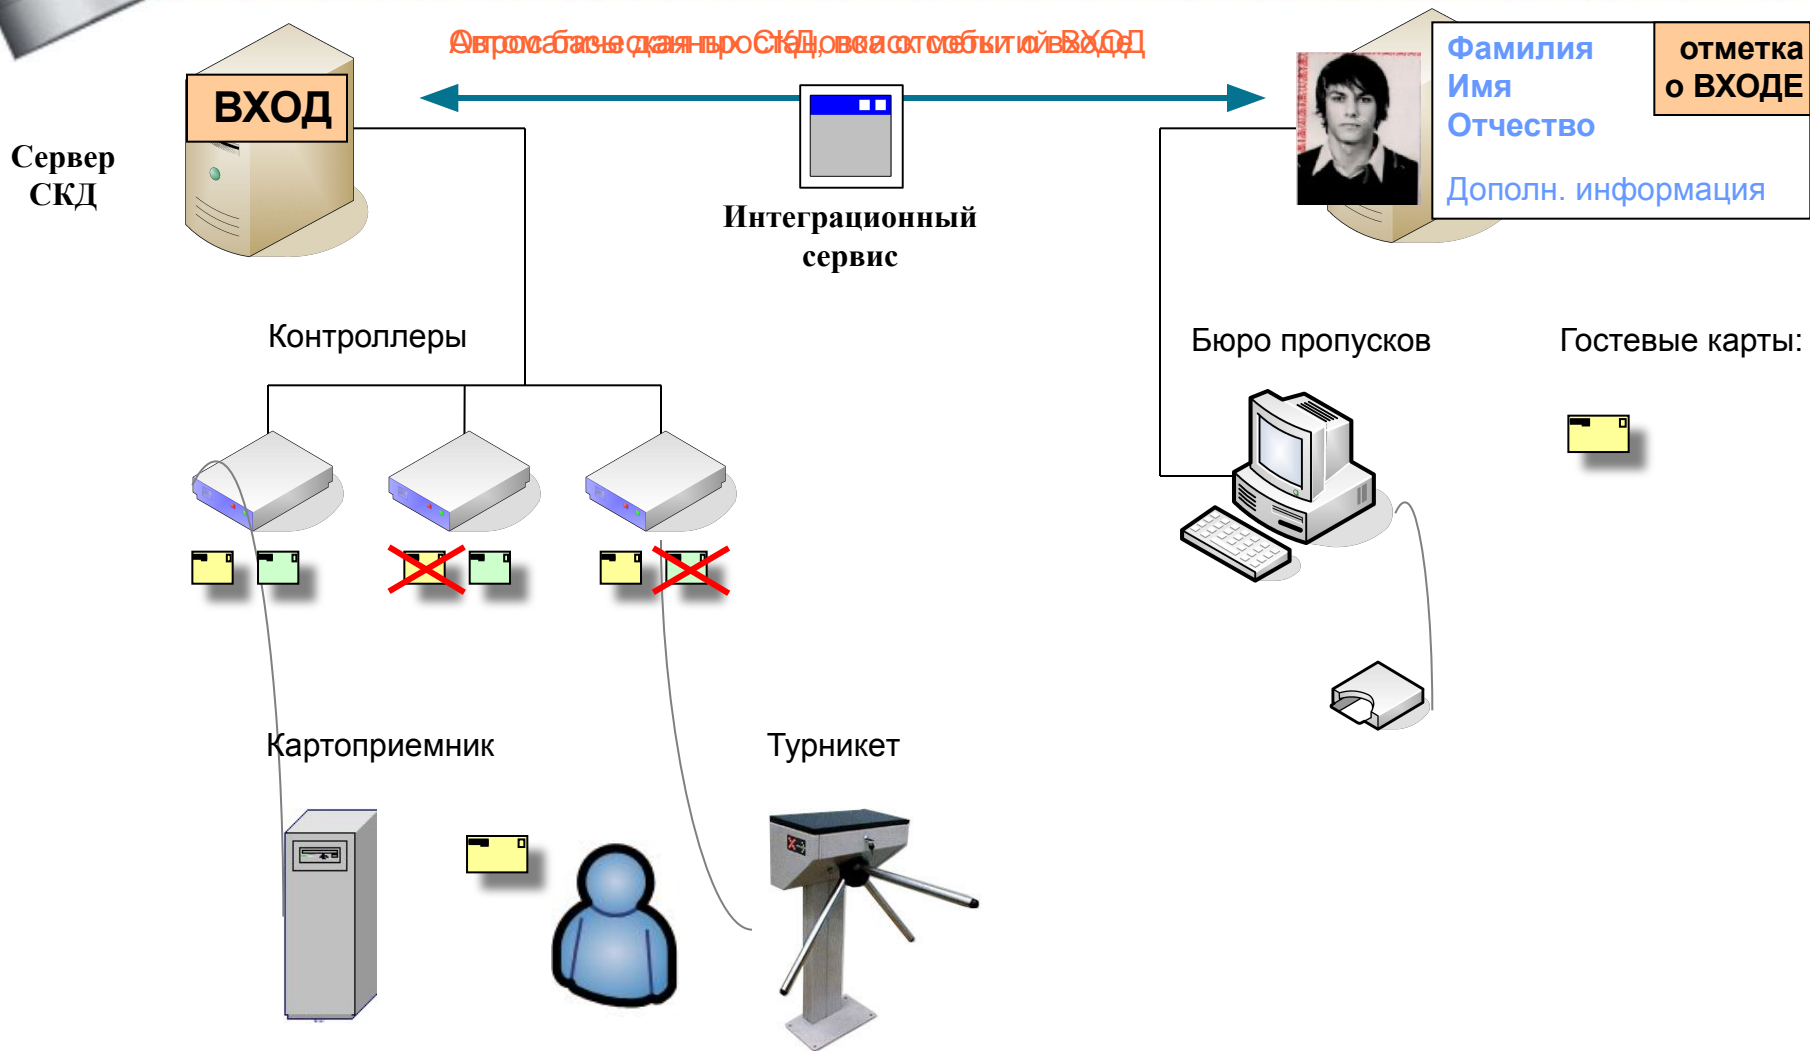 ВХОД
Фамилия
Имя
Отчество
отметка
о ВХОДЕ
Дополн. информация
Сервер
СКД
Интеграционный
сервис
Контроллеры
Бюро пропусков
Гостевые карты:
Картоприемник
Турникет